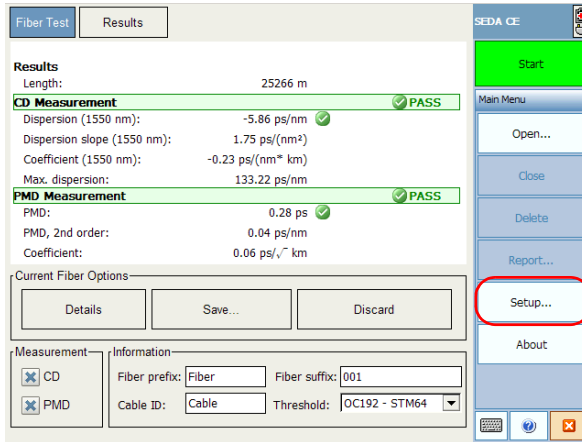 Fiber Test
Results
SEDA CE
Start
Results
Length: 25266 m
Main Menu
CD Measurement PASS
Dispersion (1550 nm): -5.86 ps/nm
Open...
Dispersion slope (1550 nm): 1.75 ps/(nm²)
Coefficient (1550 nm): -0.23 ps/(nm* km)
Close
Max. dispersion: 133.22 ps/nm
PMD Measurement PASS
PMD: 0.28 ps
Delete
PMD, 2nd order: 0.04 ps/nm
Coefficient: 0.06 ps/√ km
Report...
Current Fiber Options
Details
Save...
Discard
Setup...
About
Measurement
Information
CD
Fiber prefix: Fiber
Fiber suffix: 001
PMD
Cable ID: Cable
Threshold: OC192 - STM64